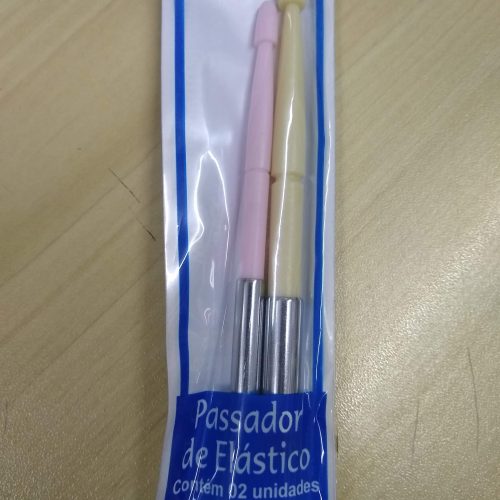 Passador
de Elástico
Contém 02 unidades